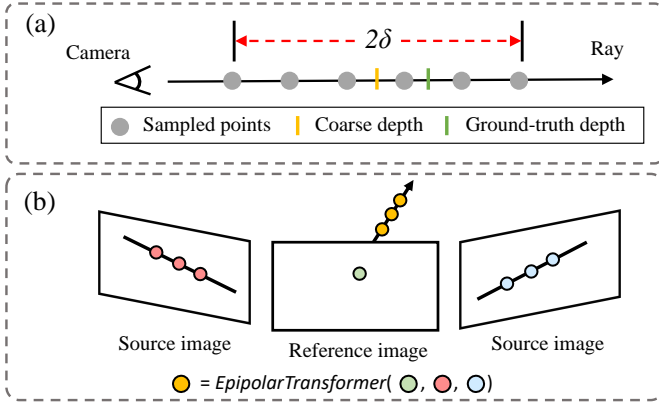 (a)
2δ
Camera
Ray
Sampled points Coarse depth Ground-truth depth
(b)
Source image
Reference image
Source image
= EpipolarTransformer( , , )